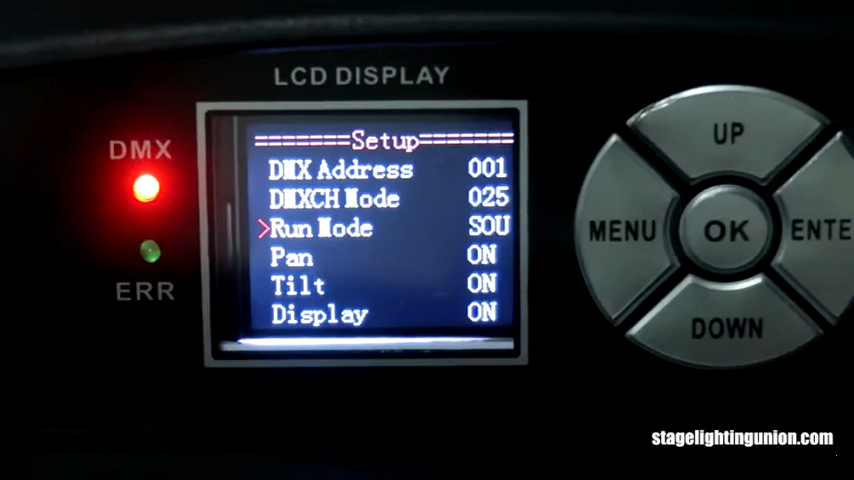 LCD DISPLAY
DMX
ERR
=======Setup=======
DMX Address 001
DMXCH Mode 025
>Run Mode SOU
Pan ON
Tilt ON
Display ON
UP
MENU
OK
ENTE
DOWN
stagelightingunion.com